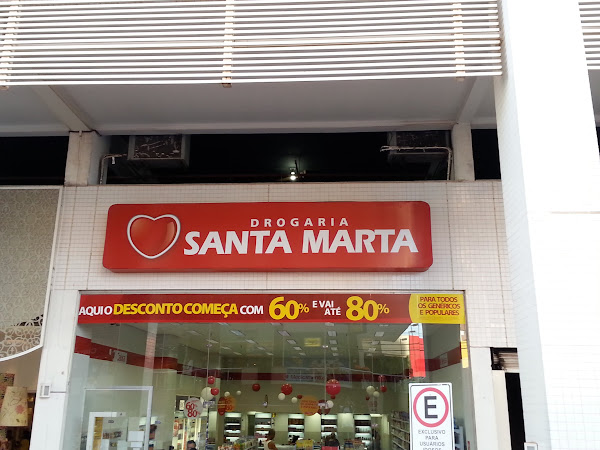 DROGARIA
SANTA MARTA
AQUI O DESCONTO COMEÇA COM 60% E VAI ATÉ 80%
PARA TODOS
OS GENÉRICOS
E POPULARES
E
EXCLUSIVO
PARA
USUÁRIOS